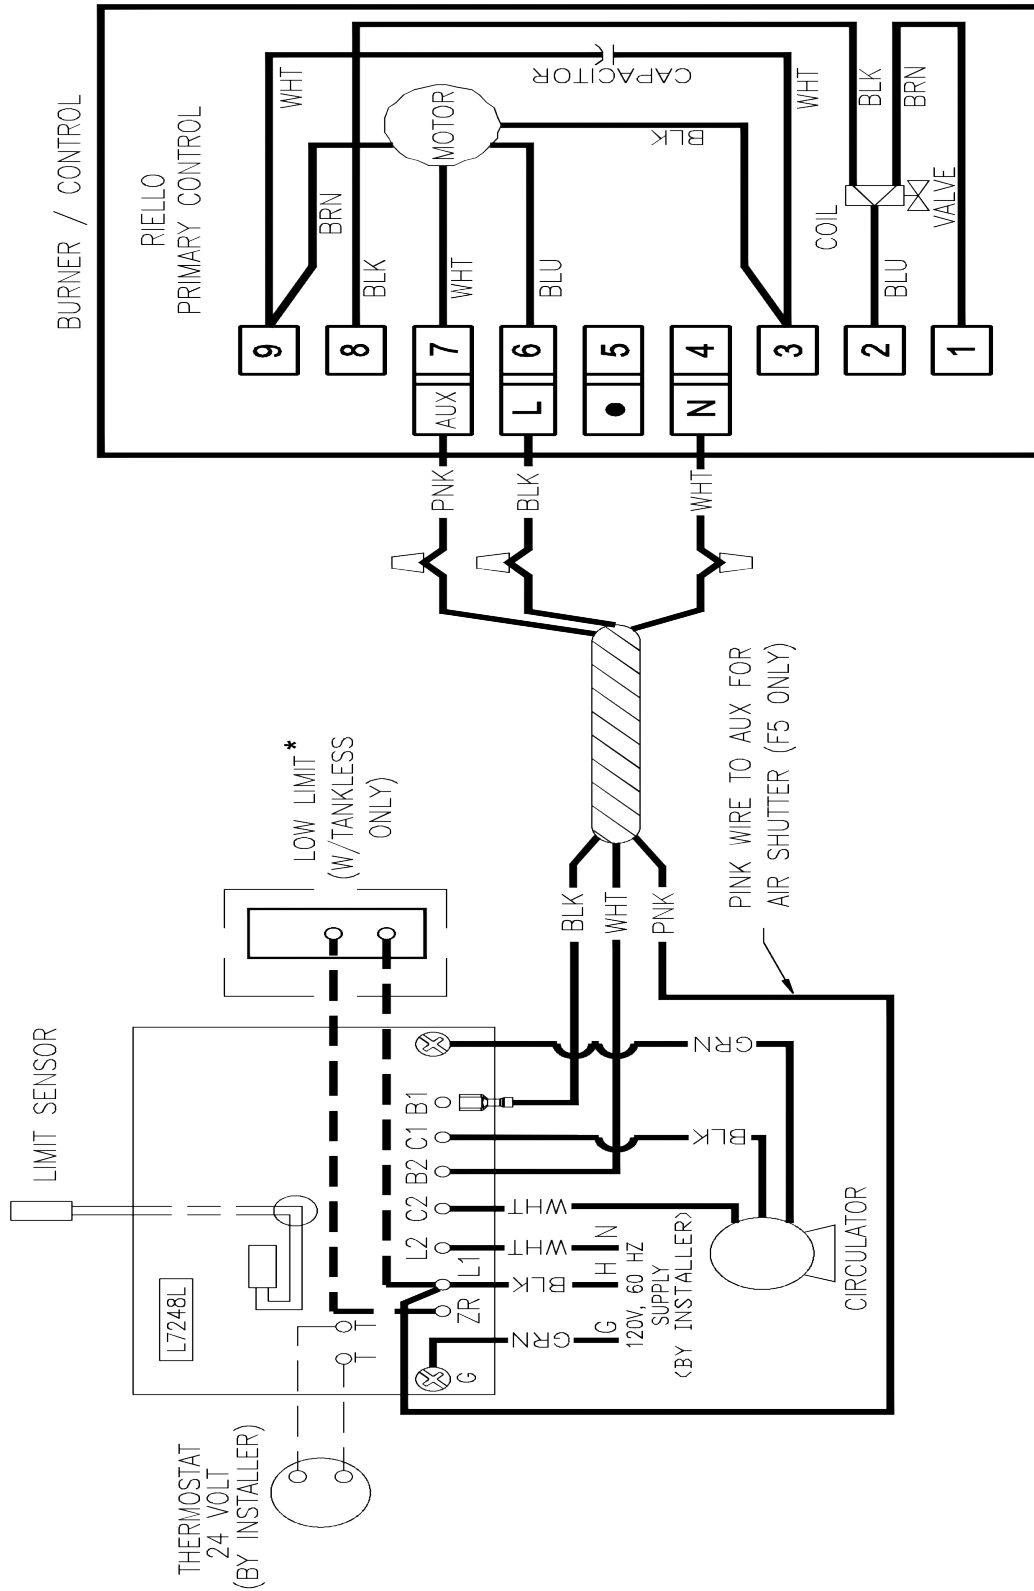 BURNER / CONTROL
RIELLO
PRIMARY CONTROL
WHT
BRN
BLK
WHT
BLU
MOTOR
CAPACITOR
BLK
WHT
BLK
BRN
COIL
VALVE
BLU
9
8
7
6
5
4
3
2
1
AUX
L
●
N
PNK
BLK
WHT
LIMIT SENSOR
LOW LIMIT*
(W/TANKLESS
ONLY)
L7248L
THERMOSTAT
24 VOLT
(BY INSTALLER)
T
T
G
ZR
L1
L2
C2
B2
C1
B1
GRN
BLK
WHT
WHT
BLK
GRN
G
H
N
120V, 60 HZ
SUPPLY
<BY INSTALLER>
CIRCULATOR
BLK
WHT
PNK
PINK WIRE TO AUX FOR
AIR SHUTTER (F5 ONLY)